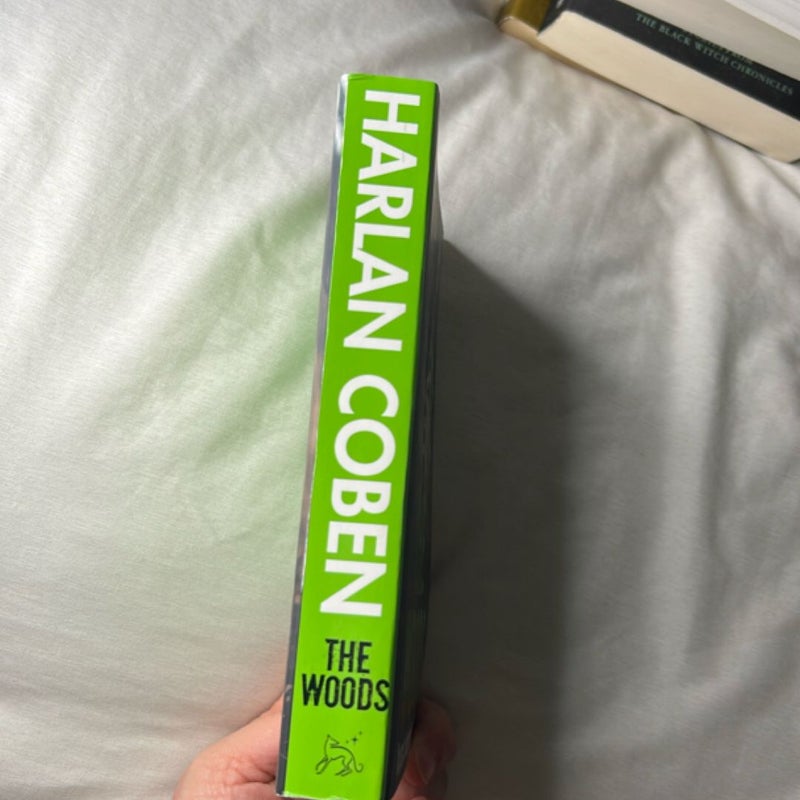 HARLAN COBEN
THE
WOODS
THE BLACK WITCH CHRONICLES